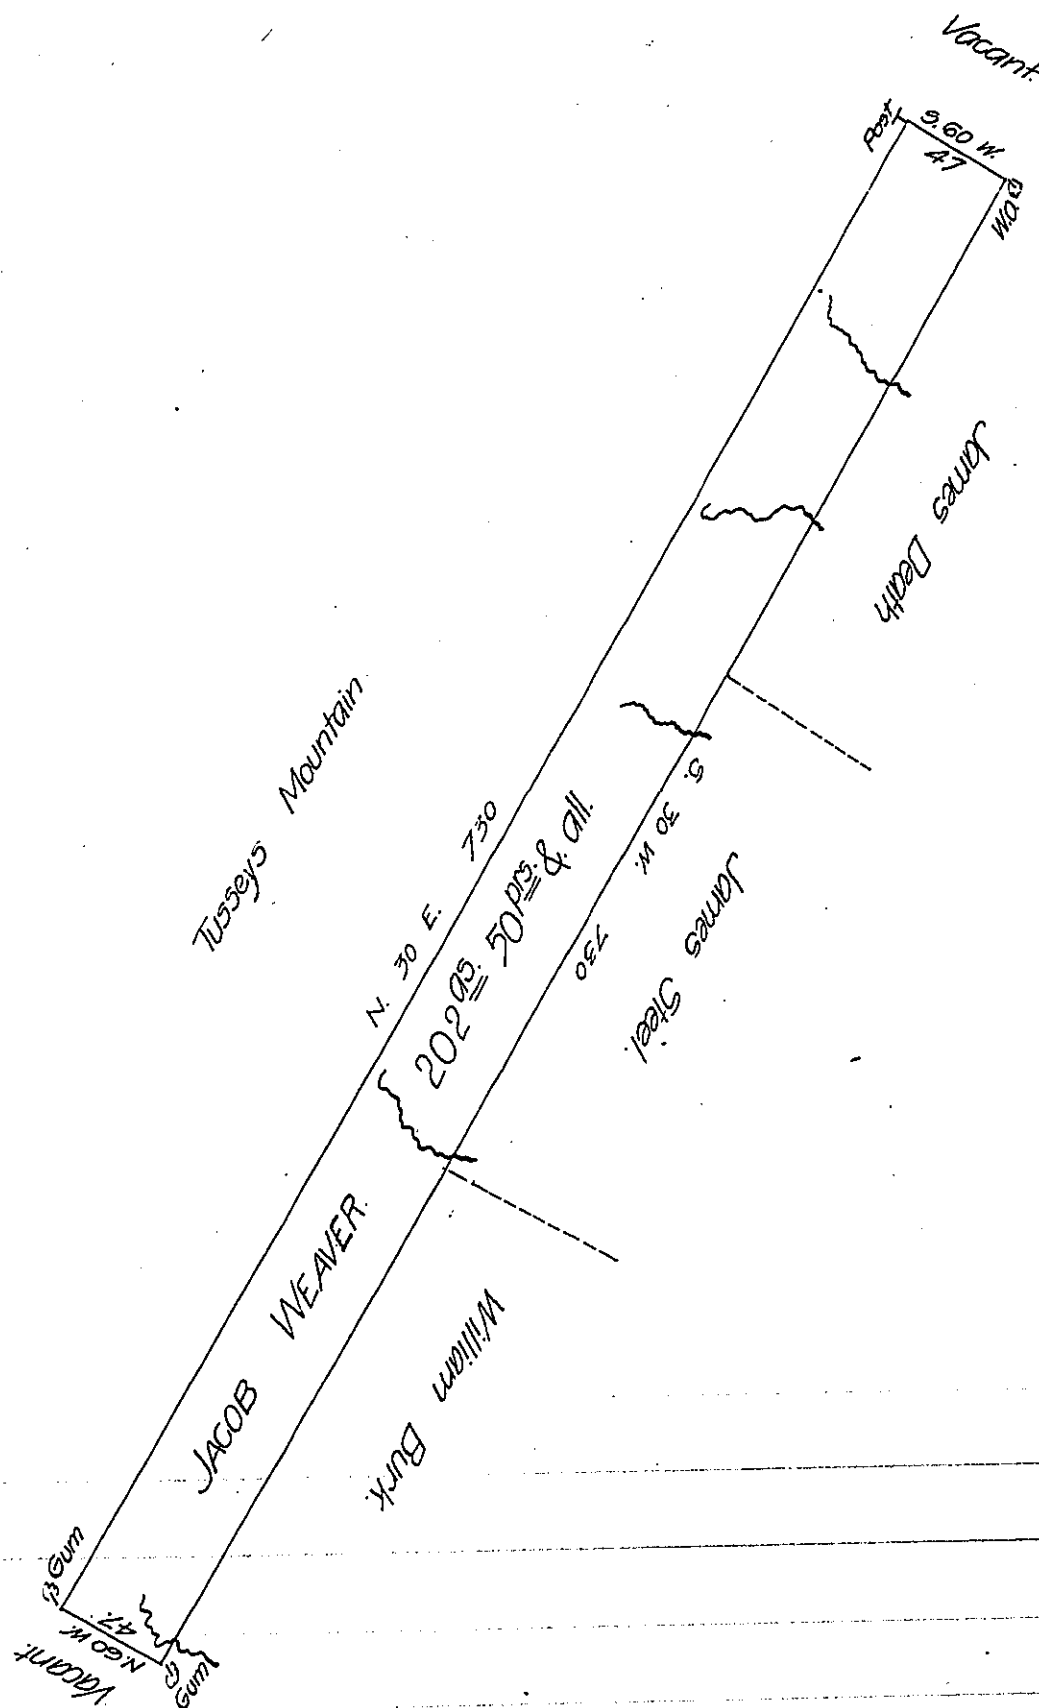 Vacant.
Post
S. 60 W.
47
W.O.
James Death
Tusseys Mountain
N. 30 E. 730
202 as. 50 prs. & all.
S. 30 W. 730
James Steel.
JACOB WEAVER.
William Burk.
Gum
N. 60 W.
47.
Vacant.
Gum